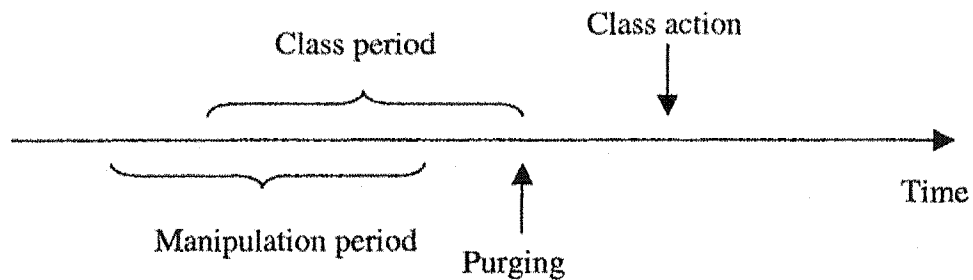 Class action
Class period
Time
Manipulation period
Purging